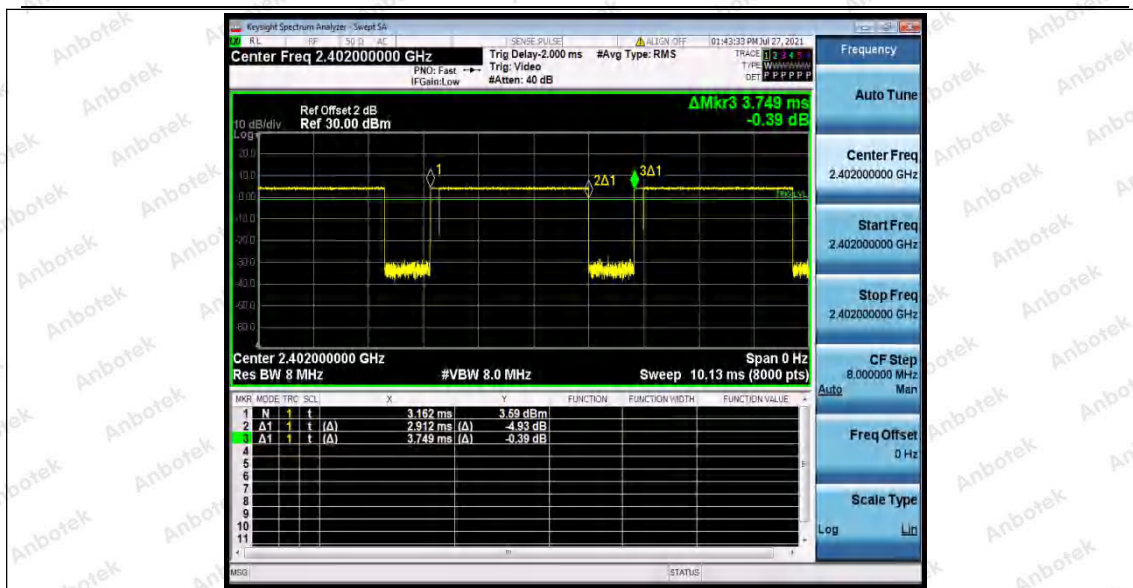 Keysight Spectrum Analyzer - Swept SA
RL RF 50 Ω AC SENSE:PULSE ALIGN OFF 01:43:33 PM Jul 27, 2021
Center Freq 2.402000000 GHz
PNO: Fast
IFGain:Low
Trig Delay-2.000 ms
Trig: Video
#Atten: 40 dB
#Avg Type: RMS
TRACE 1 2 3 4 5 6
TYPE WWWWWW
DET P P P P P P
Ref Offset 2 dB
10 dB/div Ref 30.00 dBm
Log
ΔMkr3 3.749 ms
-0.39 dB
20.0
10.0
0.00
-10.0
-20.0
-30.0
-40.0
-50.0
-60.0
1
2Δ1
3Δ1
TRIG LVL
Center 2.402000000 GHz Span 0 Hz
Res BW 8 MHz #VBW 8.0 MHz Sweep 10.13 ms (8000 pts)
MKR MODE TRC SCL X Y FUNCTION FUNCTION WIDTH FUNCTION VALUE
1 N 1 t 3.162 ms 3.59 dBm
2 Δ1 1 t (Δ) 2.912 ms (Δ) -4.93 dB
3 Δ1 1 t (Δ) 3.749 ms (Δ) -0.39 dB
4
5
6
7
8
9
10
11
MSG STATUS
Frequency
Auto Tune
Center Freq
2.402000000 GHz
Start Freq
2.402000000 GHz
Stop Freq
2.402000000 GHz
CF Step
8.000000 MHz
Auto Man
Freq Offset
0 Hz
Scale Type
Log Lin
Anbotek